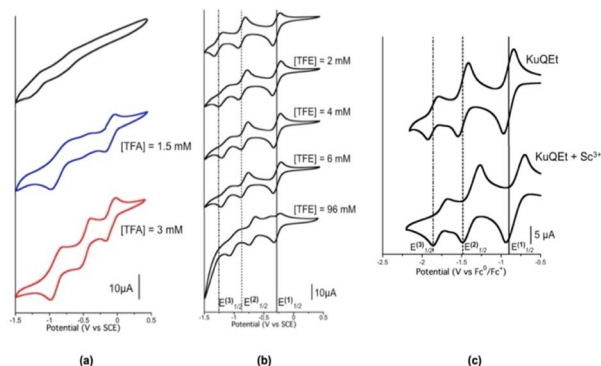 [TFA] = 1.5 mM
[TFA] = 3 mM
10µA
-1.5 -1 -0.5 0 0.5
Potential (V vs SCE)
(a)
[TFE] = 2 mM
[TFE] = 4 mM
[TFE] = 6 mM
[TFE] = 96 mM
E(3)1/2 E(2)1/2 E(1)1/2
10µA
-1.5 -1 -0.5 0 0.5
Potential (V vs SCE)
(b)
KuQEt
KuQEt + Sc3+
5 µA
E(3)1/2 E(2)1/2 E(1)1/2
-2.5 -2.0 -1.5 -1.0 -0.5
Potential (V vs Fc0/Fc+)
(c)